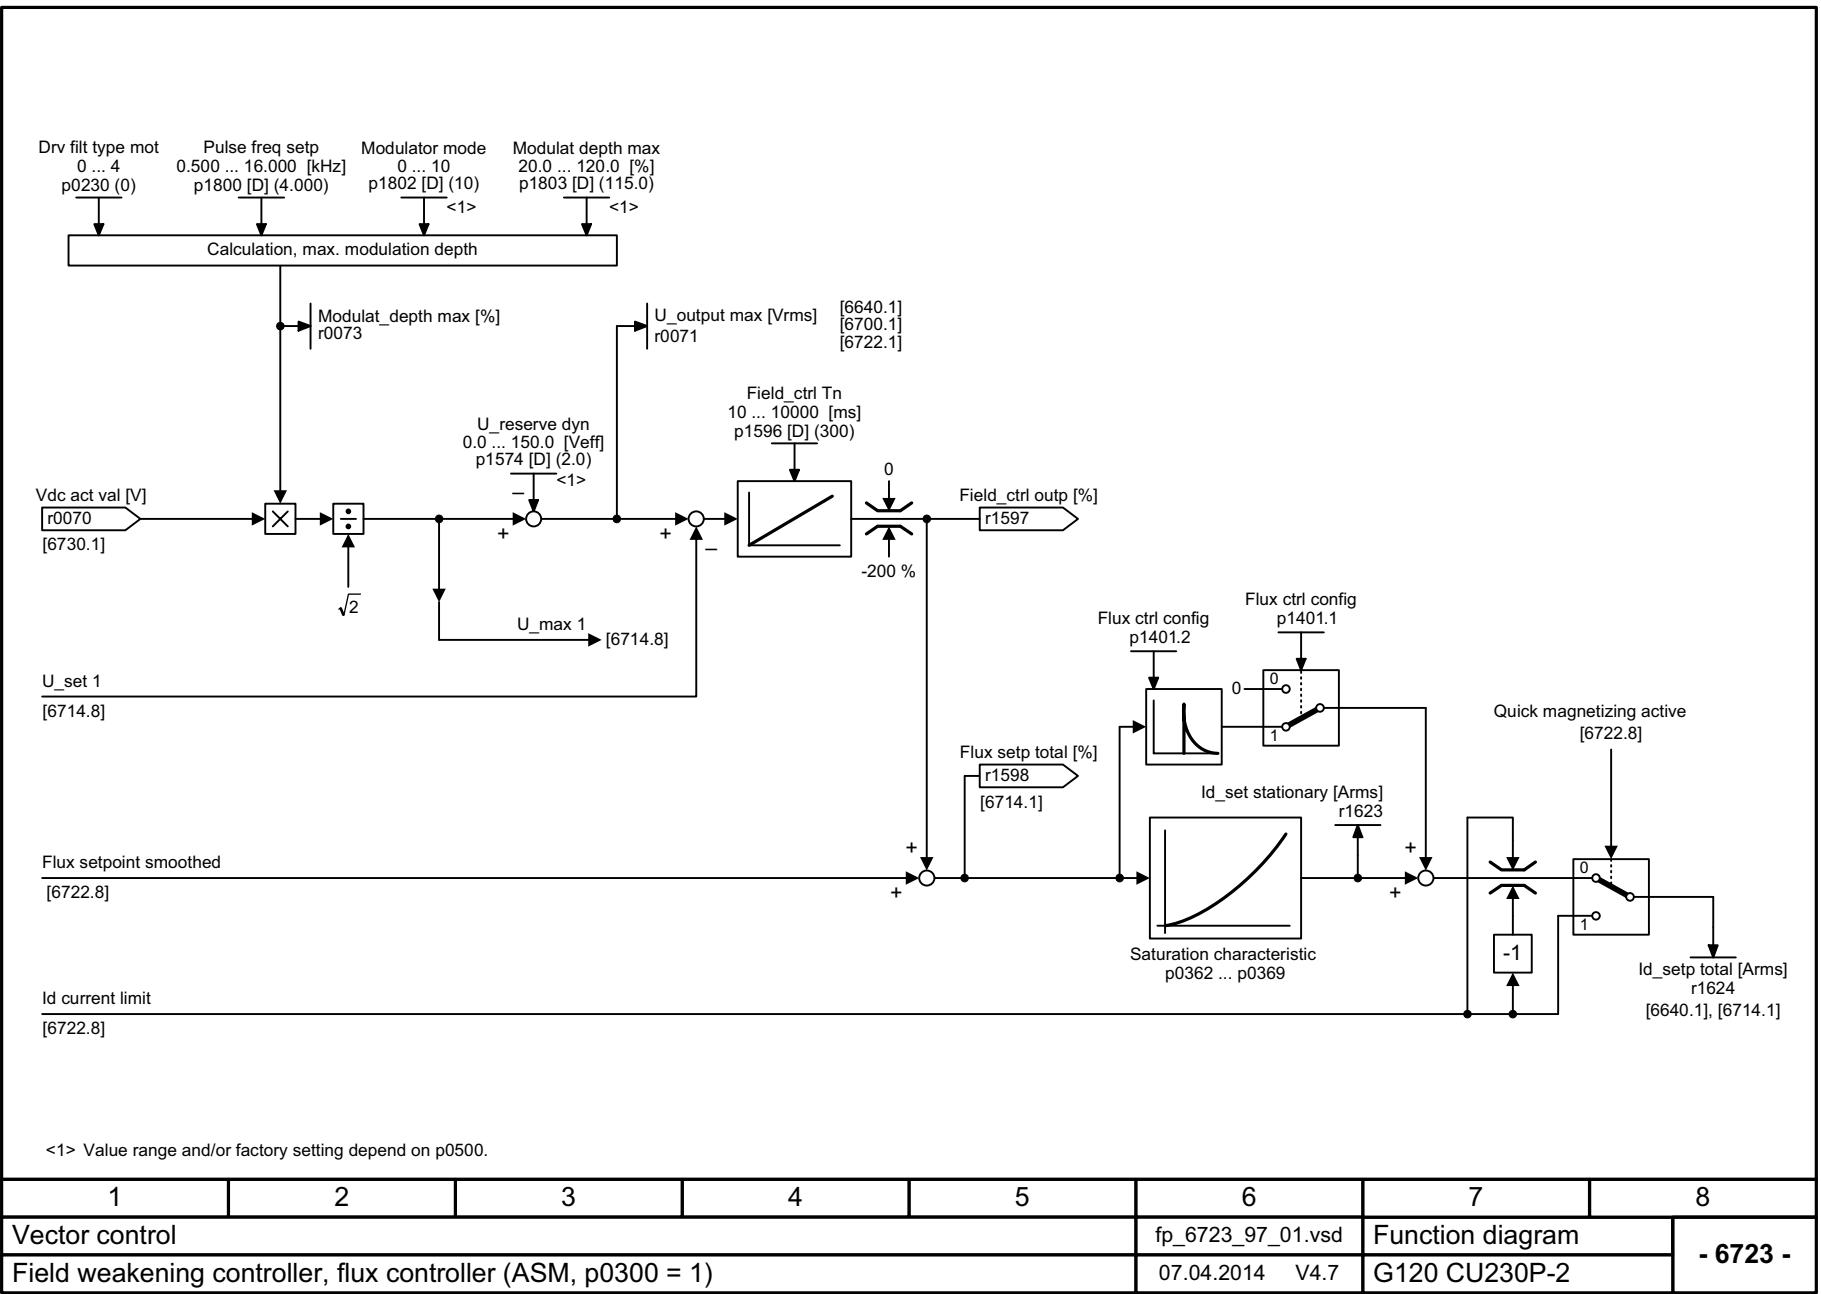 Drv filt type mot
0 ... 4
p0230 (0)
Pulse freq setp
0.500 ... 16.000 [kHz]
p1800 [D] (4.000)
Modulator mode
0 ... 10
p1802 [D] (10)
<1>
Modulat depth max
20.0 ... 120.0 [%]
p1803 [D] (115.0)
<1>
Calculation, max. modulation depth
Modulat_depth max [%]
r0073
U_output max [Vrms]
r0071
[6640.1]
[6700.1]
[6722.1]
Field_ctrl Tn
10 ... 10000 [ms]
p1596 [D] (300)
U_reserve dyn
0.0 ... 150.0 [Veff]
p1574 [D] (2.0)
<1>
–
0
Vdc act val [V]
r0070
[6730.1]
×
÷
√2
+
+
–
-200 %
Field_ctrl outp [%]
r1597
U_max 1
[6714.8]
U_set 1
[6714.8]
Flux ctrl config
p1401.2
Flux ctrl config
p1401.1
0
0
1
Quick magnetizing active
[6722.8]
Flux setp total [%]
r1598
[6714.1]
Id_set stationary [Arms]
r1623
Flux setpoint smoothed
[6722.8]
+
+
+
+
0
1
-1
Saturation characteristic
p0362 ... p0369
Id_setp total [Arms]
r1624
[6640.1], [6714.1]
Id current limit
[6722.8]
<1> Value range and/or factory setting depend on p0500.
1 2 3 4 5 6 7 8
Vector control
fp_6723_97_01.vsd
Function diagram
- 6723 -
Field weakening controller, flux controller (ASM, p0300 = 1)
07.04.2014 V4.7
G120 CU230P-2